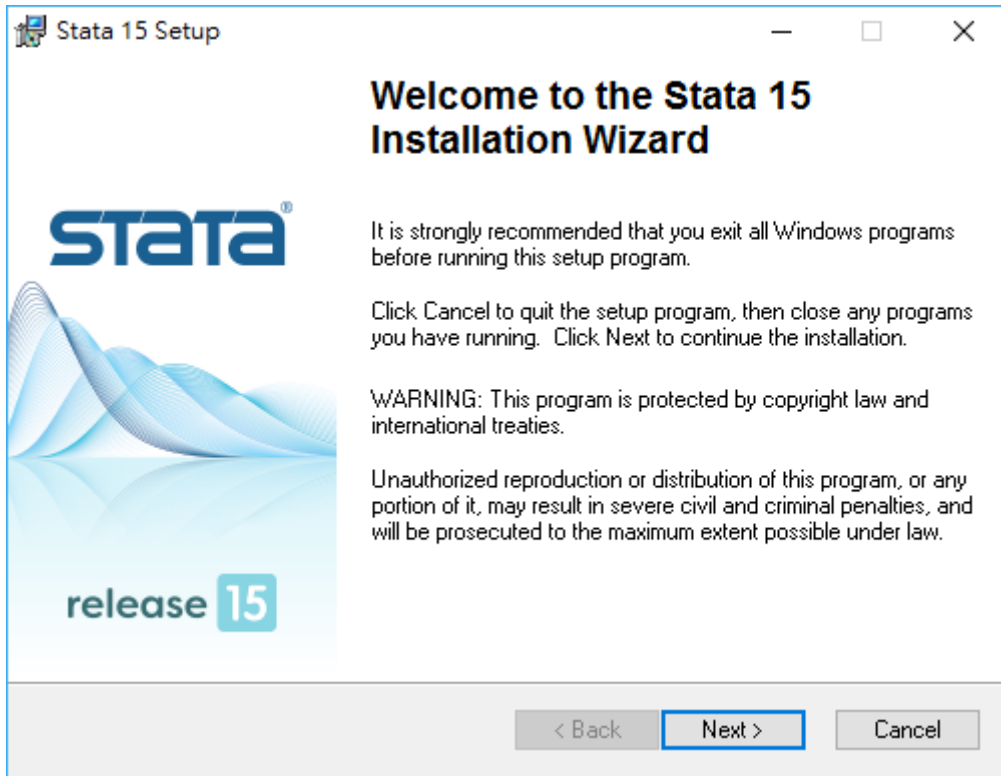 Stata 15 Setup
Welcome to the Stata 15
Installation Wizard
stata®
It is strongly recommended that you exit all Windows programs
before running this setup program.
Click Cancel to quit the setup program, then close any programs
you have running.  Click Next to continue the installation.
WARNING: This program is protected by copyright law and
international treaties.
Unauthorized reproduction or distribution of this program, or any
portion of it, may result in severe civil and criminal penalties, and
will be prosecuted to the maximum extent possible under law.
release 15
< Back
Next >
Cancel